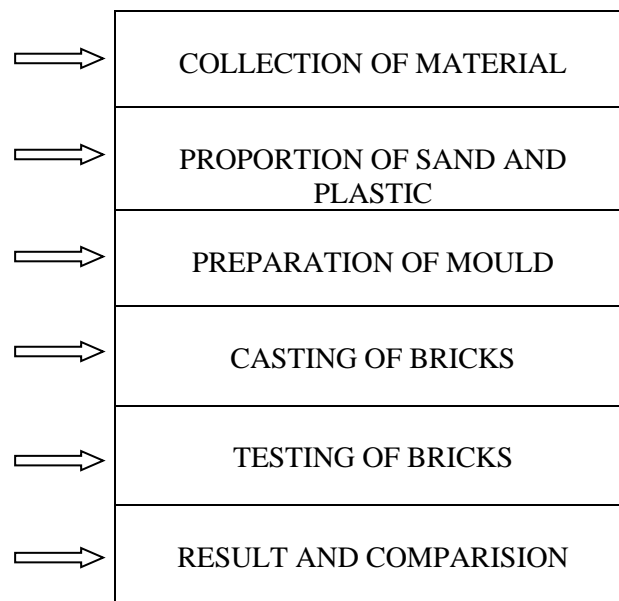 COLLECTION OF MATERIAL
PROPORTION OF SAND AND
PLASTIC
PREPARATION OF MOULD
CASTING OF BRICKS
TESTING OF BRICKS
RESULT AND COMPARISION